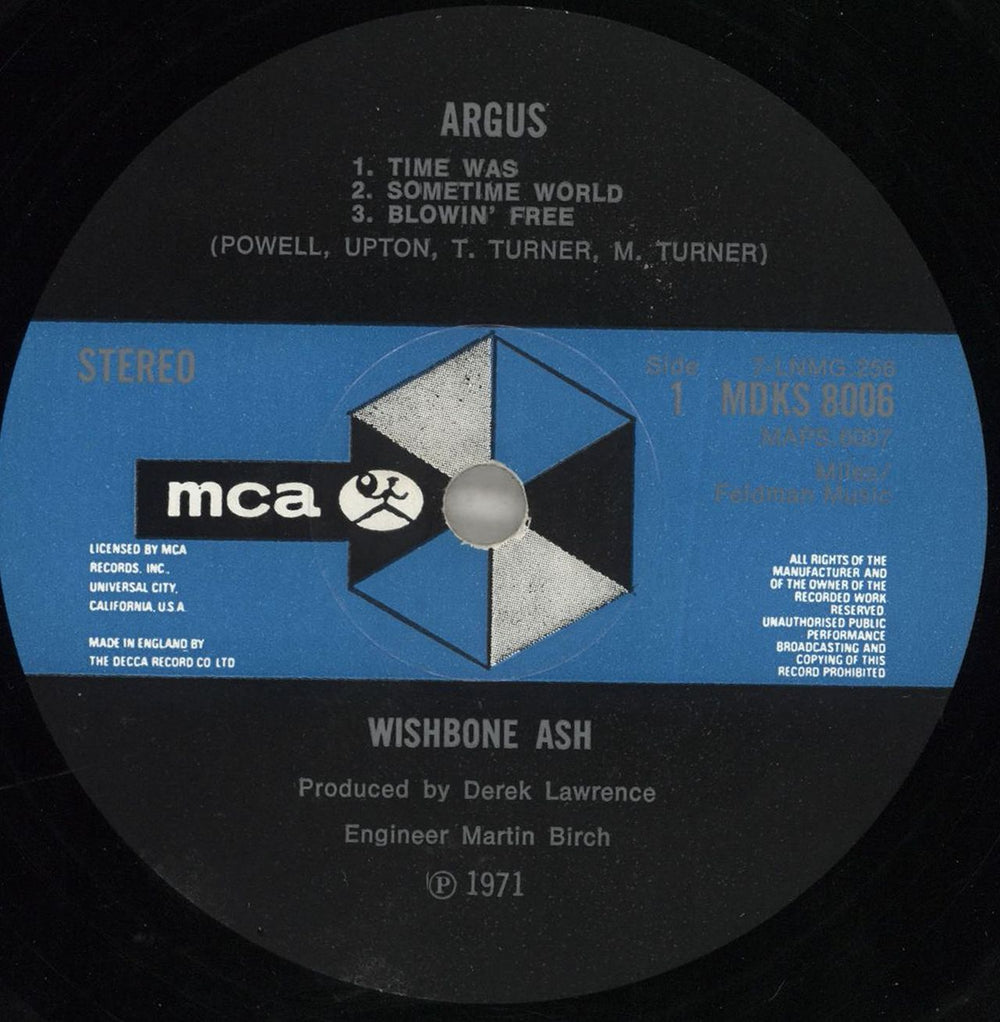 ARGUS
1. TIME WAS
2. SOMETIME WORLD
3. BLOWIN' FREE
(POWELL, UPTON, T. TURNER, M. TURNER)
STEREO
Side
1
7-LNMG.256
MDKS 8006
MAPS.6007
Miles/
Feldman Music
mca
LICENSED BY MCA
RECORDS, INC.,
UNIVERSAL CITY,
CALIFORNIA, U.S.A.
MADE IN ENGLAND BY
THE DECCA RECORD CO LTD
ALL RIGHTS OF THE
MANUFACTURER AND
OF THE OWNER OF THE
RECORDED WORK
RESERVED.
UNAUTHORISED PUBLIC
PERFORMANCE
BROADCASTING AND
COPYING OF THIS
RECORD PROHIBITED
WISHBONE ASH
Produced by Derek Lawrence
Engineer Martin Birch
℗ 1971